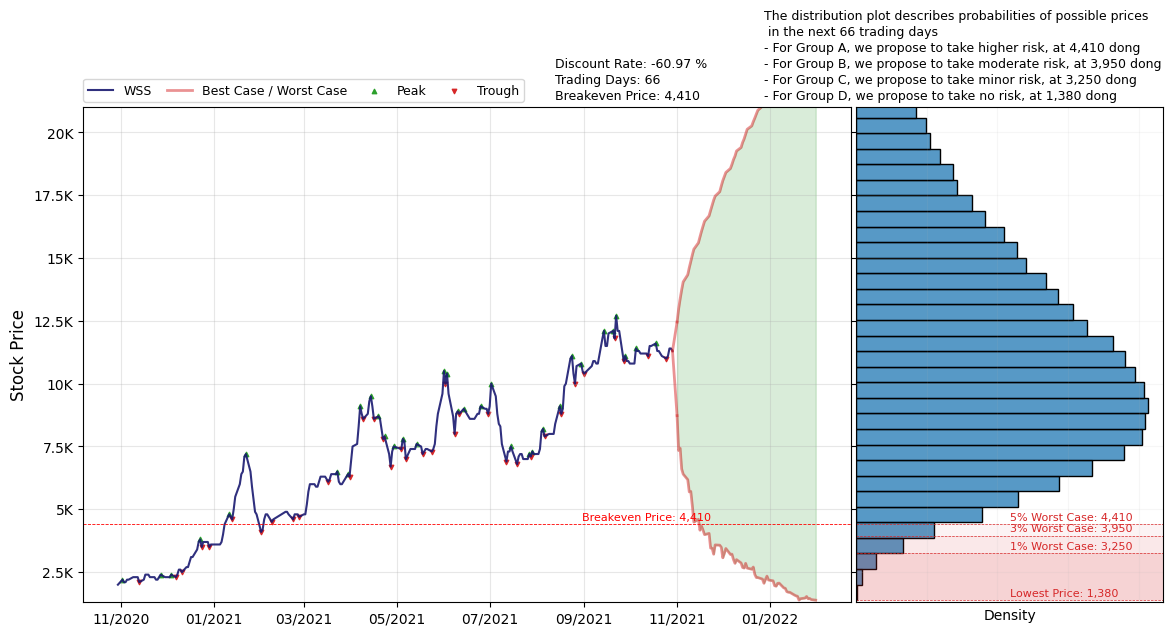 The distribution plot describes probabilities of possible prices
in the next 66 trading days
- For Group A, we propose to take higher risk, at 4,410 dong
- For Group B, we propose to take moderate risk, at 3,950 dong
- For Group C, we propose to take minor risk, at 3,250 dong
- For Group D, we propose to take no risk, at 1,380 dong
Discount Rate: -60.97 %
Trading Days: 66
Breakeven Price: 4,410
WSS
Best Case / Worst Case
Peak
Trough
Stock Price
20K
17.5K
15K
12.5K
10K
7.5K
5K
2.5K
Breakeven Price: 4,410
5% Worst Case: 4,410
3% Worst Case: 3,950
1% Worst Case: 3,250
Lowest Price: 1,380
11/2020
01/2021
03/2021
05/2021
07/2021
09/2021
11/2021
01/2022
Density